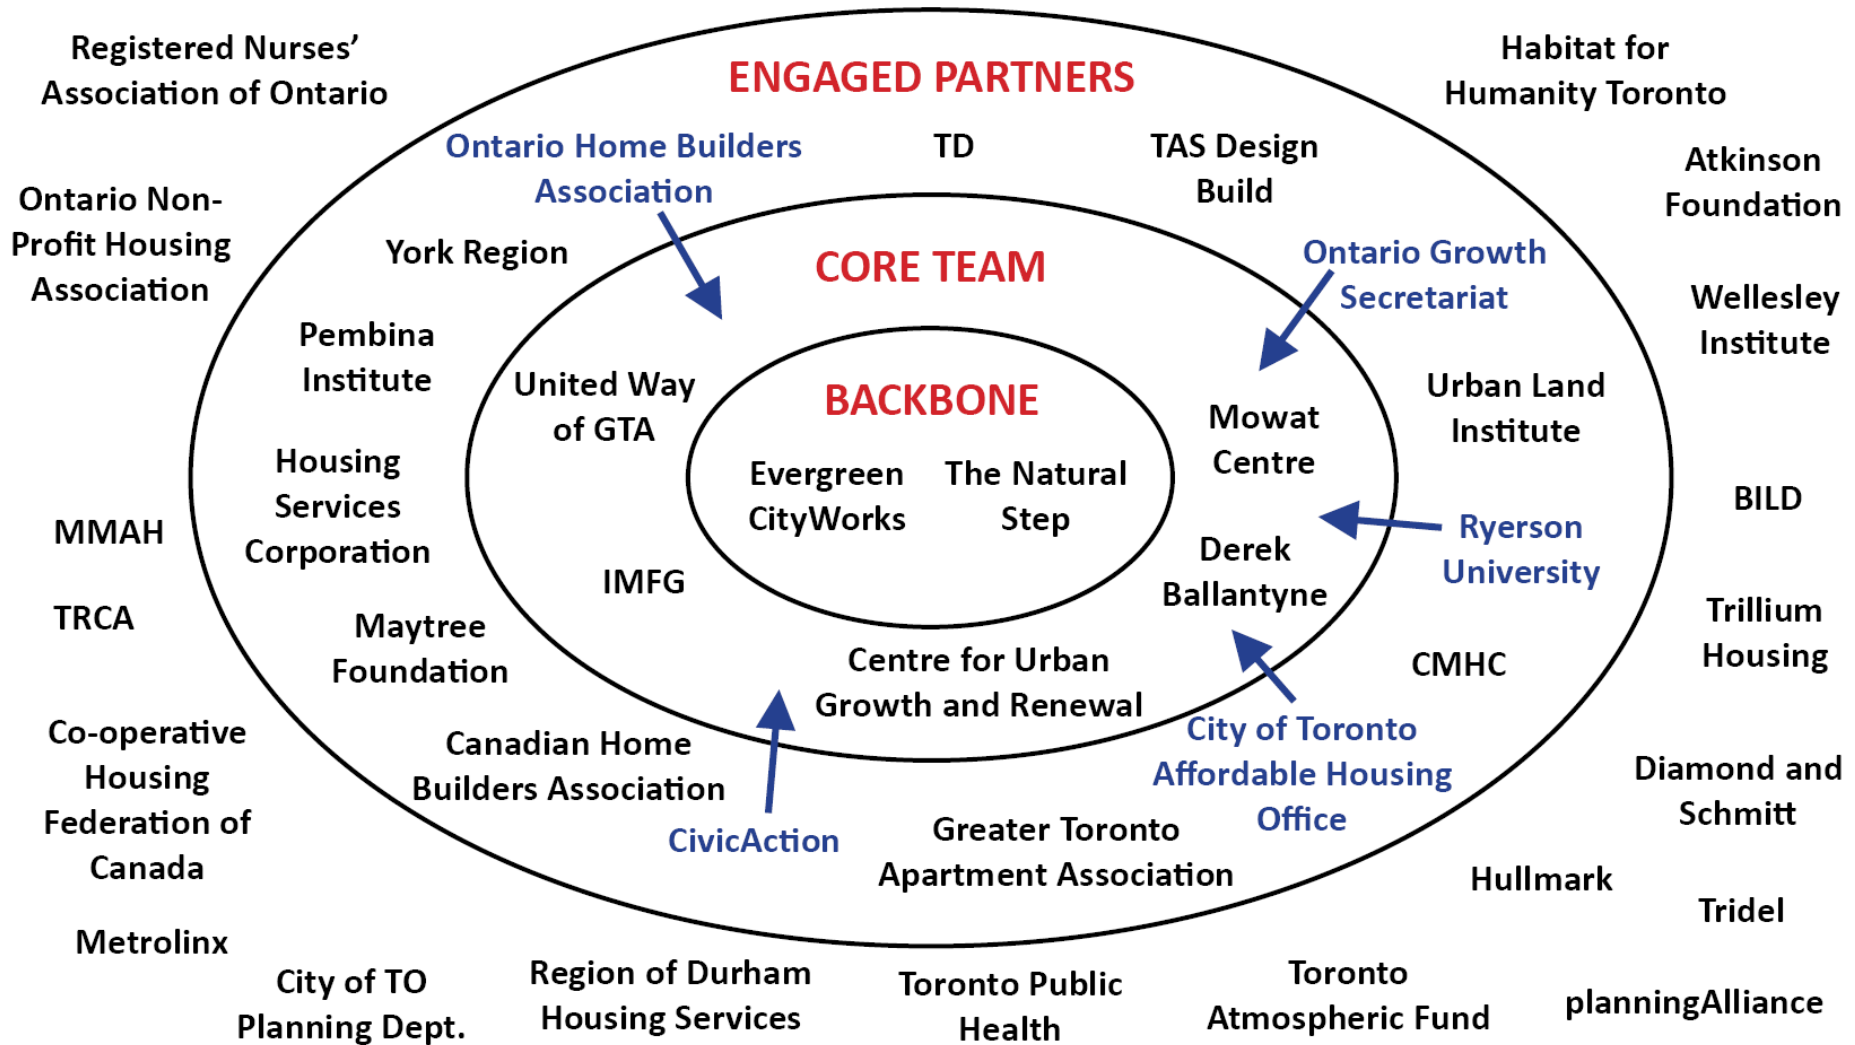 Registered Nurses’
Association of Ontario
Habitat for
Humanity Toronto
ENGAGED PARTNERS
Ontario Home Builders
Association
TD
TAS Design
Build
Atkinson
Foundation
Ontario Non-
Profit Housing
Association
York Region
CORE TEAM
Ontario Growth
Secretariat
Wellesley
Institute
Pembina
Institute
United Way
of GTA
BACKBONE
Mowat
Centre
Urban Land
Institute
Housing
Services
Corporation
Evergreen
CityWorks
The Natural
Step
BILD
MMAH
Ryerson
University
IMFG
Derek
Ballantyne
TRCA
Maytree
Foundation
Centre for Urban
Growth and Renewal
CMHC
Trillium
Housing
Co-operative
Housing
Federation of
Canada
Canadian Home
Builders Association
City of Toronto
Affordable Housing
Office
Diamond and
Schmitt
CivicAction
Greater Toronto
Apartment Association
Hullmark
Tridel
Metrolinx
City of TO
Planning Dept.
Region of Durham
Housing Services
Toronto Public
Health
Toronto
Atmospheric Fund
planningAlliance